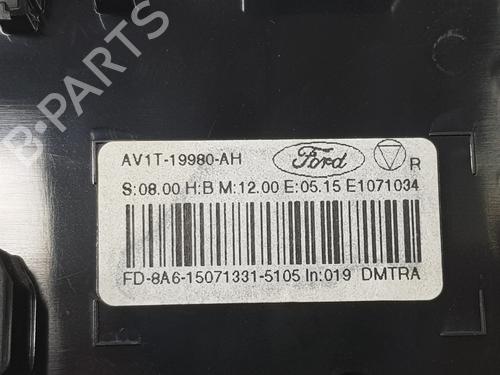 B-PARTS
AV1T-19980-AH Ford R
S:08.00 H:B M:12.00 E:05.15 E1071034
FD-8A6-15071331-5105 In:019 DMTRA